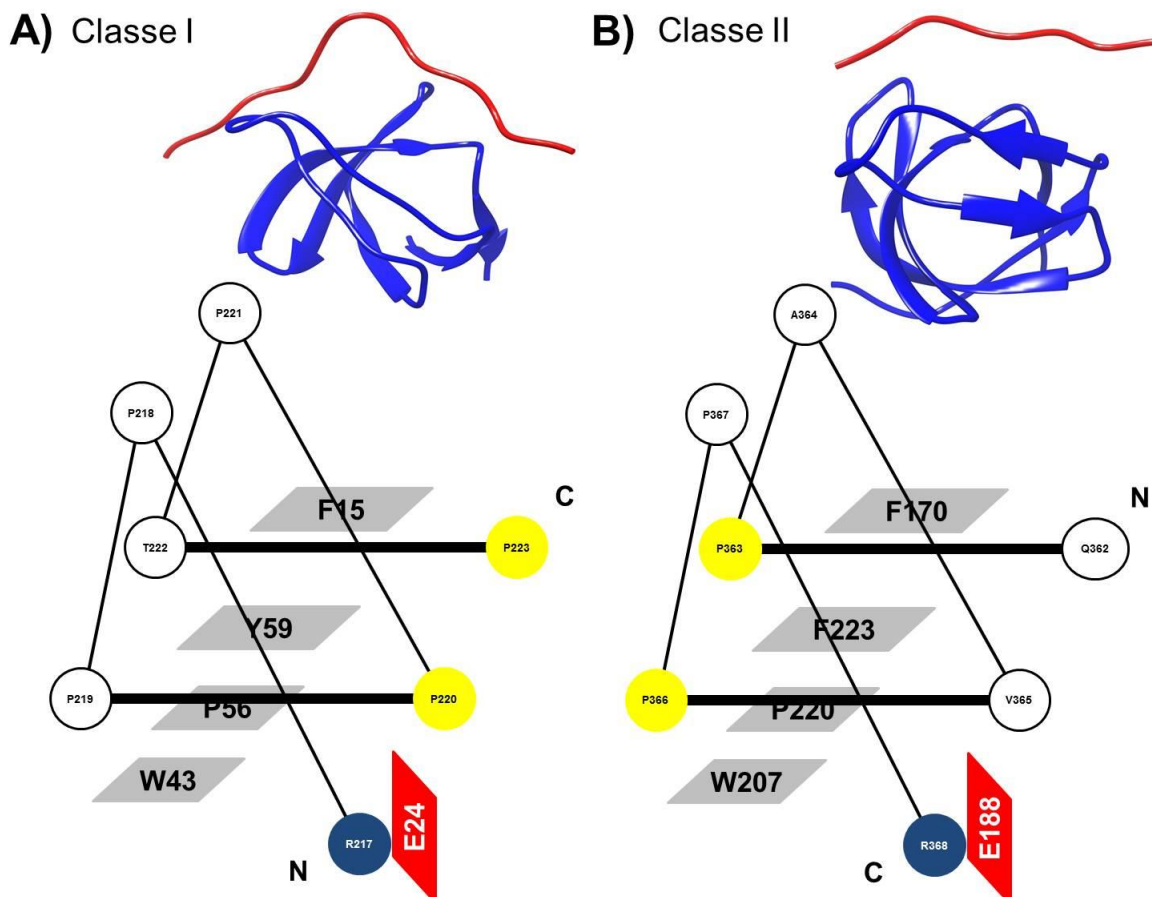 A) Classe I
P221
P218
F15
C
T222
P223
Y59
P219
P56
P220
W43
E24
R217
N
B) Classe II
A364
P367
F170
N
P363
Q362
F223
P366
P220
V365
W207
E188
R368
C